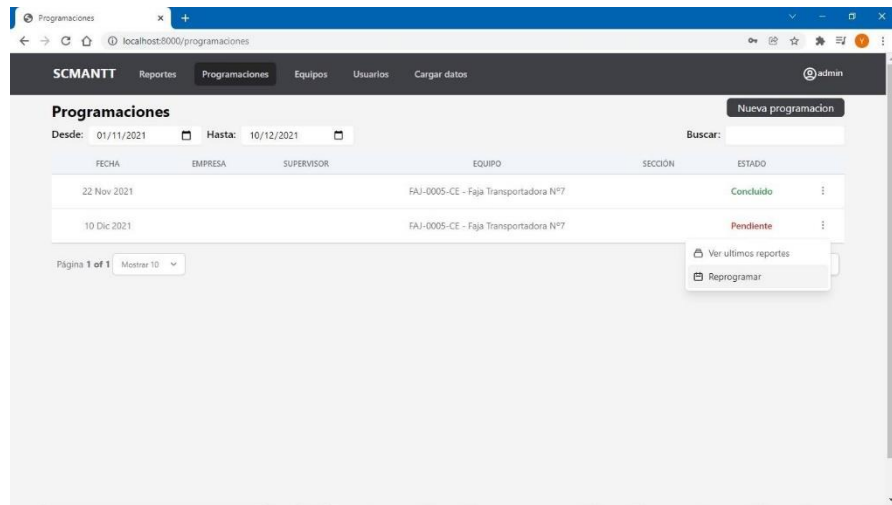 Programaciones
localhost:8000/programaciones
SCMANTT Reportes Programaciones Equipos Usuarios Cargar datos admin
Programaciones Nueva programacion
Desde: 01/11/2021 Hasta: 10/12/2021 Buscar:
FECHA EMPRESA SUPERVISOR EQUIPO SECCIÓN ESTADO
22 Nov 2021 FAJ-0005-CE - Faja Transportadora Nº7 Concluido
10 Dic 2021 FAJ-0005-CE - Faja Transportadora Nº7 Pendiente
Ver ultimos reportes
Página 1 of 1 Mostrar 10
Reprogramar